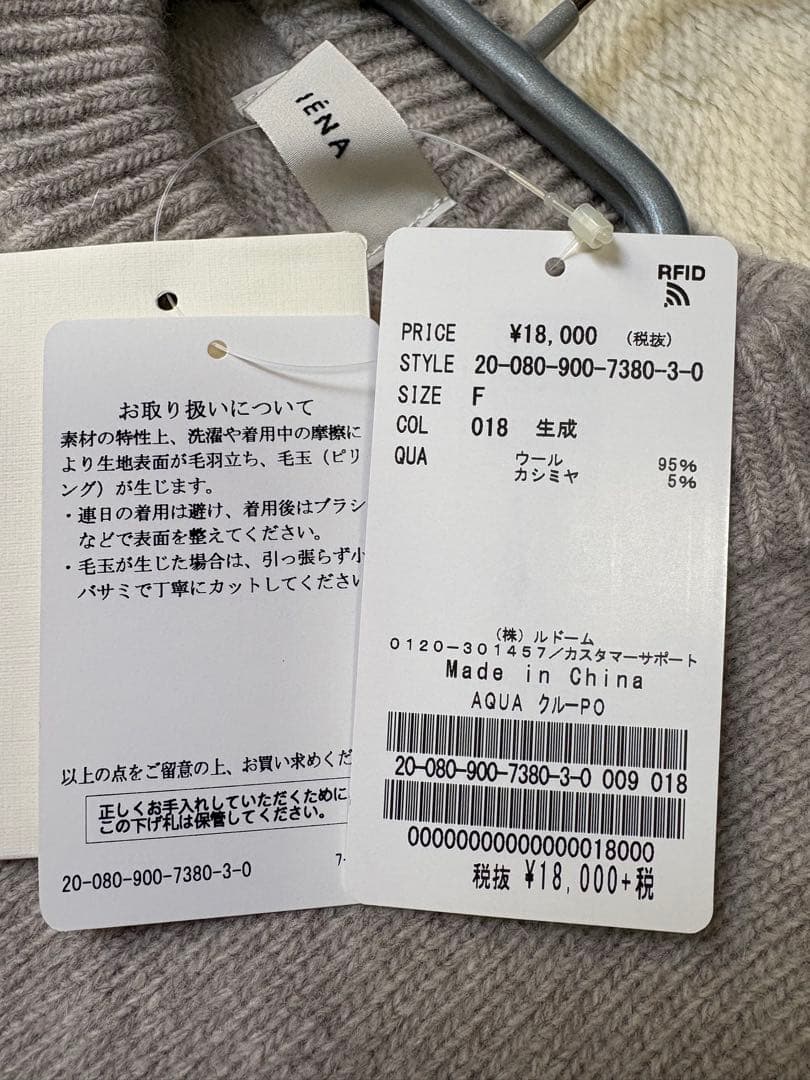 IÉNA
RFID
PRICE ¥18,000 (税抜)
STYLE 20-080-900-7380-3-0
SIZE F
COL 018 生成
QUA ウール 95%
カシミヤ 5%
(株)ルドーム
0120-301457/カスタマーサポート
Made in China
AQUA クルーPO
20-080-900-7380-3-0 009 018
00000000000000018000
税抜 ¥18,000+税
お取り扱いについて
素材の特性上、洗濯や着用中の摩擦に
より生地表面が毛羽立ち、毛玉(ピリ
ング)が生じます。
・連日の着用は避け、着用後はブラシ
などで表面を整えてください。
・毛玉が生じた場合は、引っ張らず小
バサミで丁寧にカットしてください
以上の点をご留意の上、お買い求めくだ
正しくお手入れしていただくために、
この下げ札は保管してください。
20-080-900-7380-3-0 7-